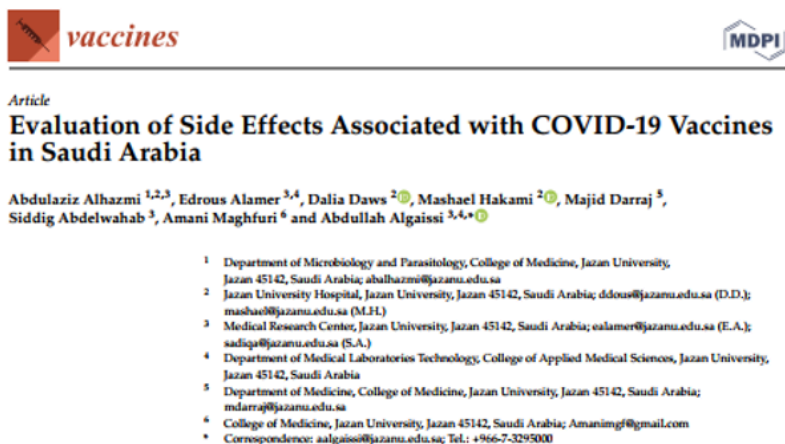 vaccines
MDPI
Article
Evaluation of Side Effects Associated with COVID-19 Vaccines
in Saudi Arabia
Abdulaziz Alhazmi 1,2,3, Edrous Alamer 3,4, Dalia Daws 2, Mashael Hakami 2, Majid Darraj 5,
Siddig Abdelwahab 3, Amani Maghfuri 6 and Abdullah Algaissi 3,4,*
1 Department of Microbiology and Parasitology, College of Medicine, Jazan University,
Jazan 45142, Saudi Arabia; abalhazmi@jazanu.edu.sa
2 Jazan University Hospital, Jazan University, Jazan 45142, Saudi Arabia; ddous@jazanu.edu.sa (D.D.);
mashael@jazanu.edu.sa (M.H.)
3 Medical Research Center, Jazan University, Jazan 45142, Saudi Arabia; ealamer@jazanu.edu.sa (E.A.);
sadiqa@jazanu.edu.sa (S.A.)
4 Department of Medical Laboratories Technology, College of Applied Medical Sciences, Jazan University,
Jazan 45142, Saudi Arabia
5 Department of Medicine, College of Medicine, Jazan University, Jazan 45142, Saudi Arabia;
mdarraj@jazanu.edu.sa
6 College of Medicine, Jazan University, Jazan 45142, Saudi Arabia; Amanimgf@gmail.com
* Correspondence: aalgaissi@jazanu.edu.sa; Tel.: +966-7-3295000